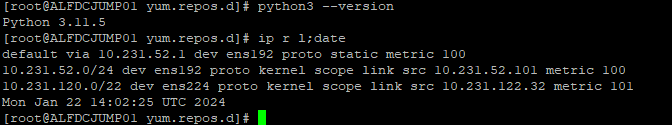 [root@ALFDCJUMP01 yum.repos.d]# python3 --version
Python 3.11.5
[root@ALFDCJUMP01 yum.repos.d]# ip r l;date
default via 10.231.52.1 dev ens192 proto static metric 100
10.231.52.0/24 dev ens192 proto kernel scope link src 10.231.52.101 metric 100
10.231.120.0/22 dev ens224 proto kernel scope link src 10.231.122.32 metric 101
Mon Jan 22 14:02:25 UTC 2024
[root@ALFDCJUMP01 yum.repos.d]#